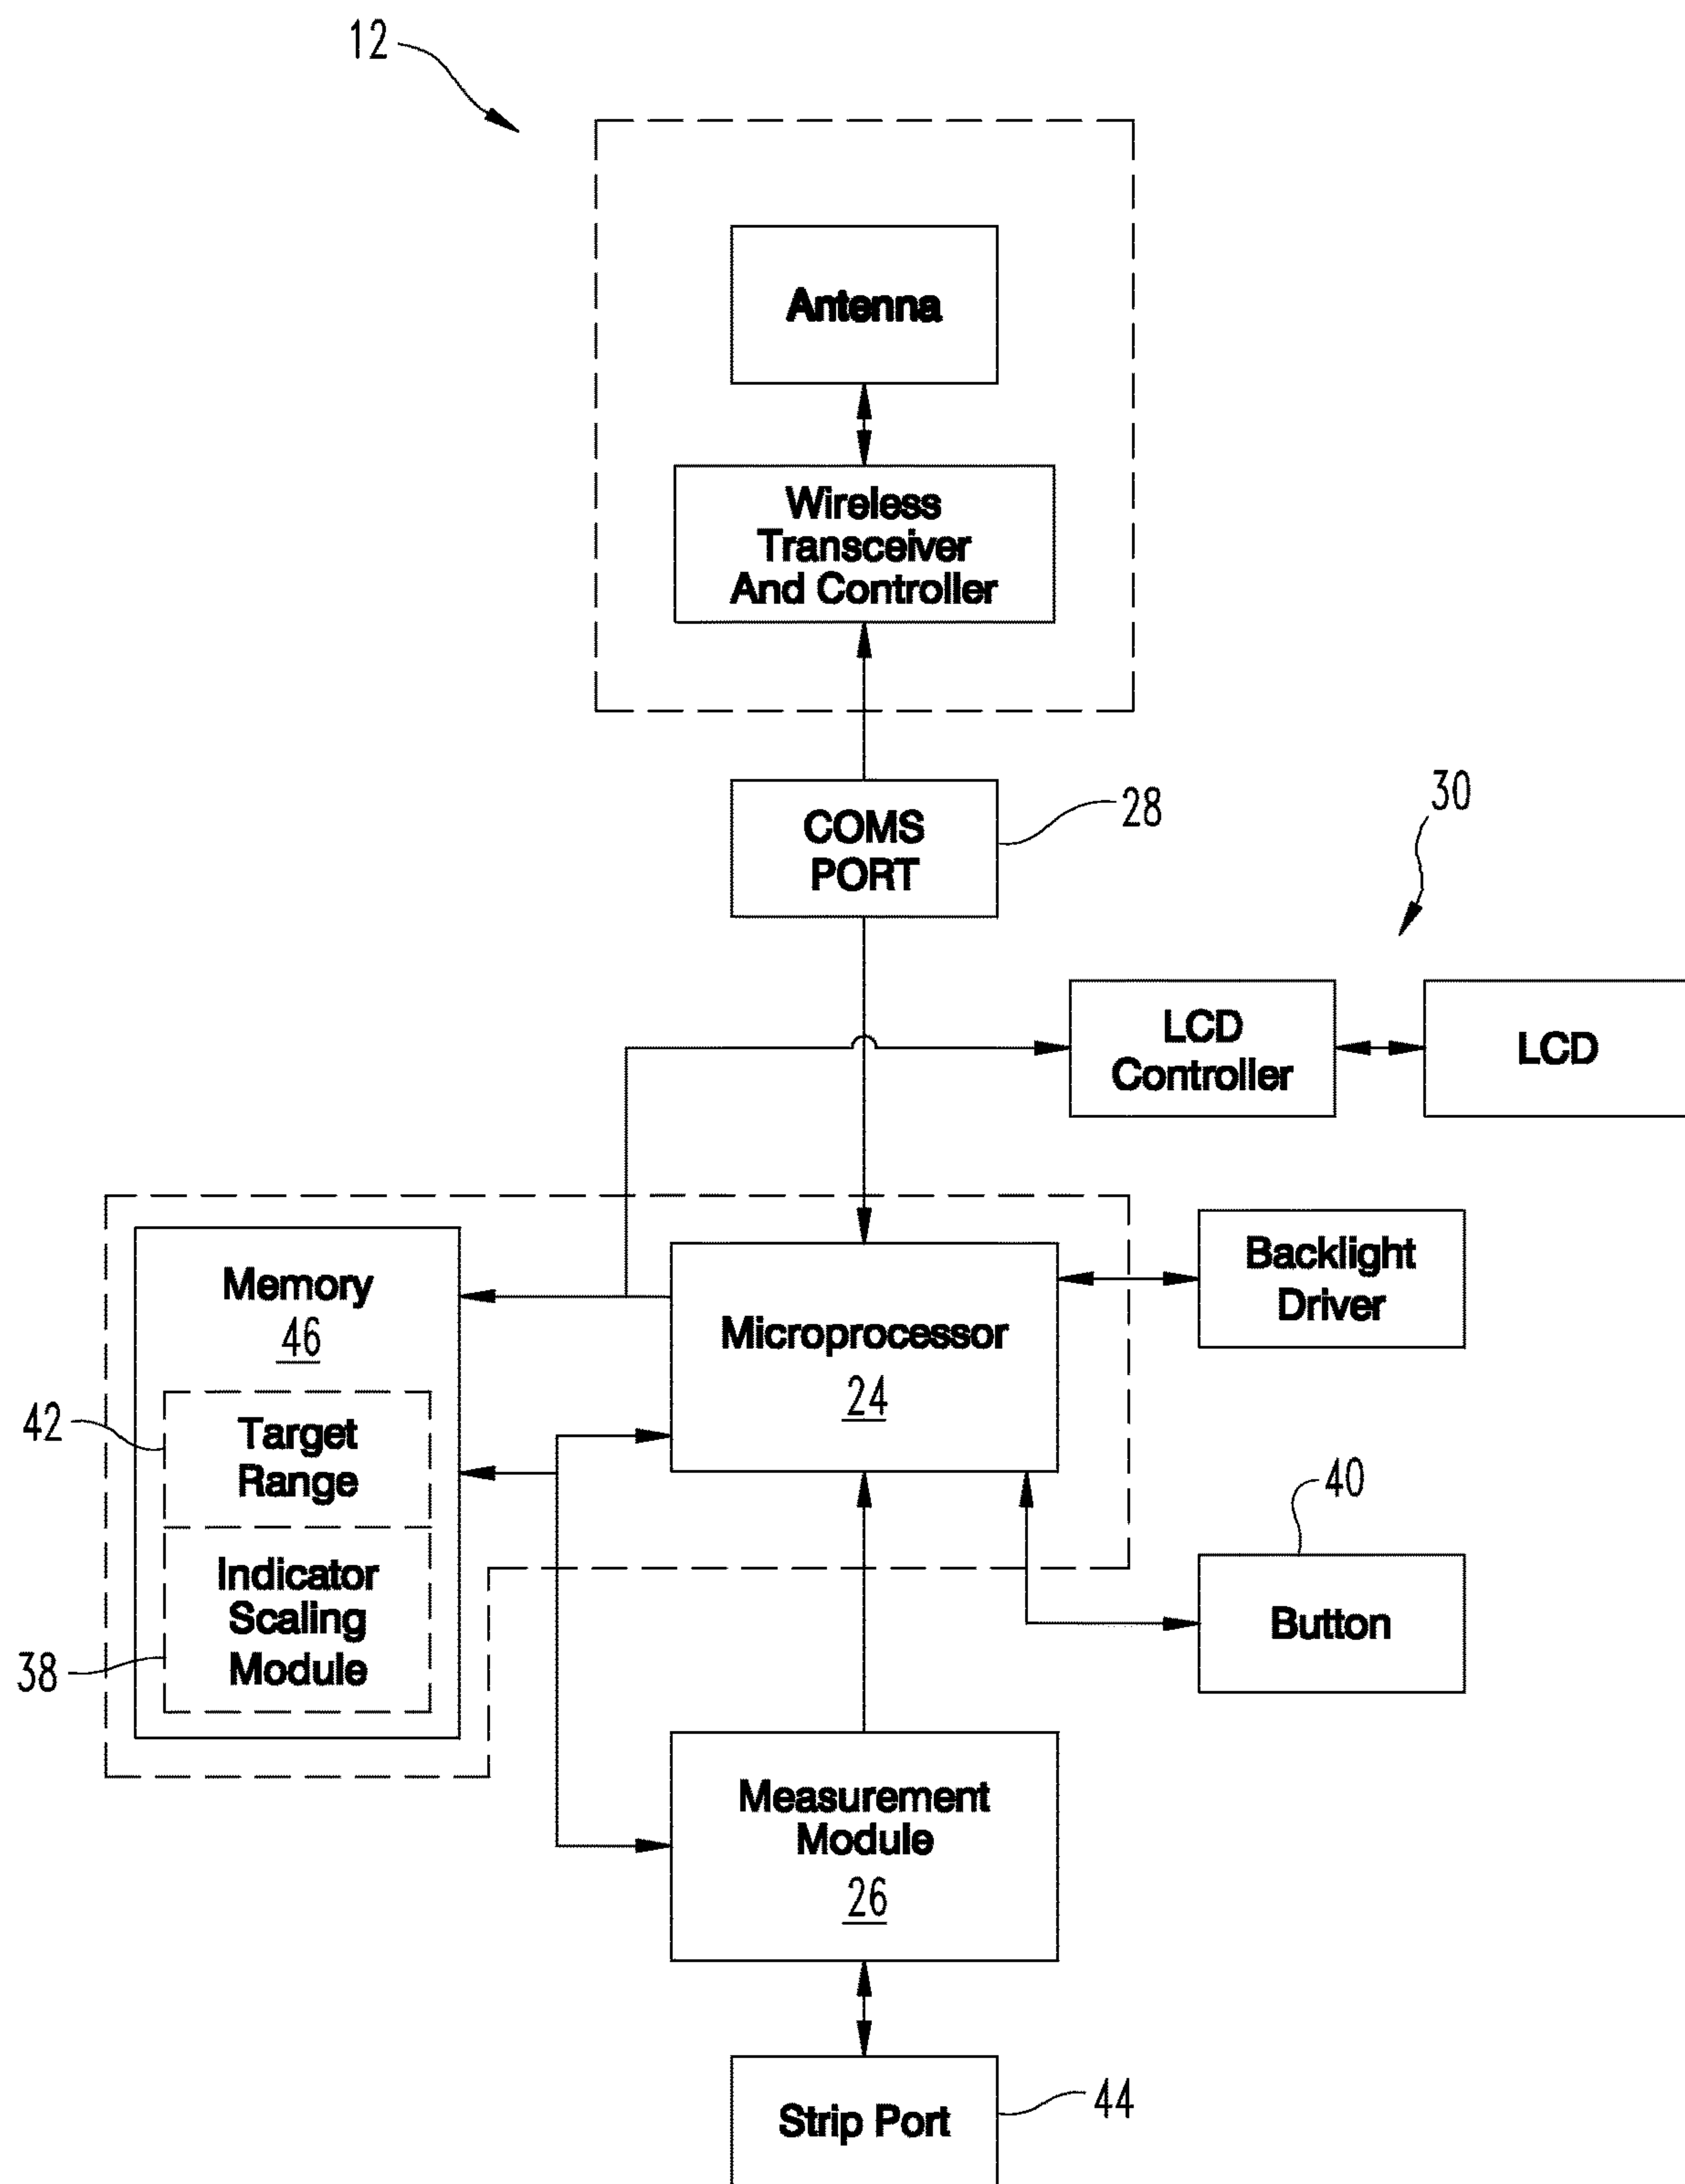 12
Antenna
Wireless
Transceiver
And Controller
COMS
PORT
28
30
LCD
Controller
LCD
Memory
46
Microprocessor
24
Backlight
Driver
42
Target
Range
Indicator
Scaling
Module
38
40
Button
Measurement
Module
26
Strip Port
44